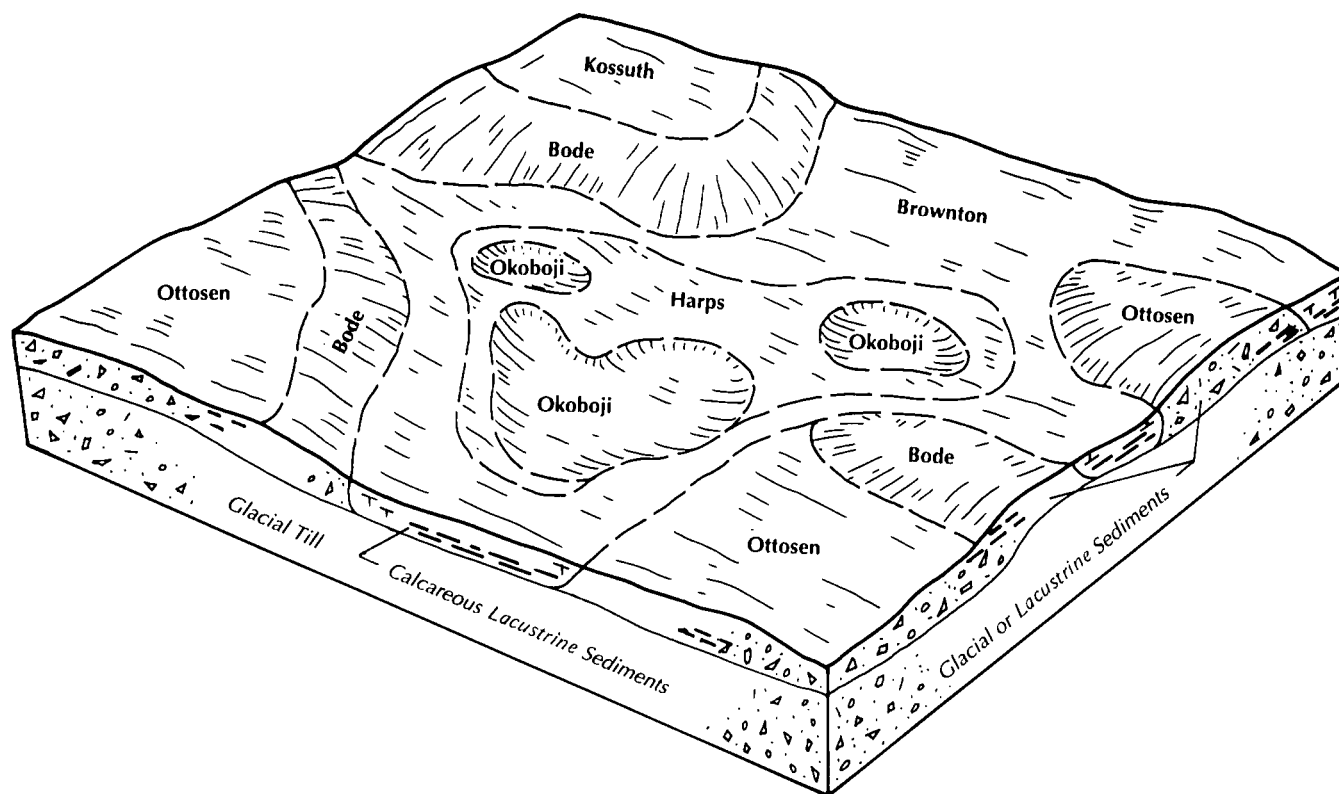 Kossuth
Bode
Brownton
Okoboji
Harps
Ottosen
Bode
Ottosen
Okoboji
Okoboji
Bode
Ottosen
Glacial Till
Calcareous Lacustrine Sediments
Glacial or Lacustrine Sediments